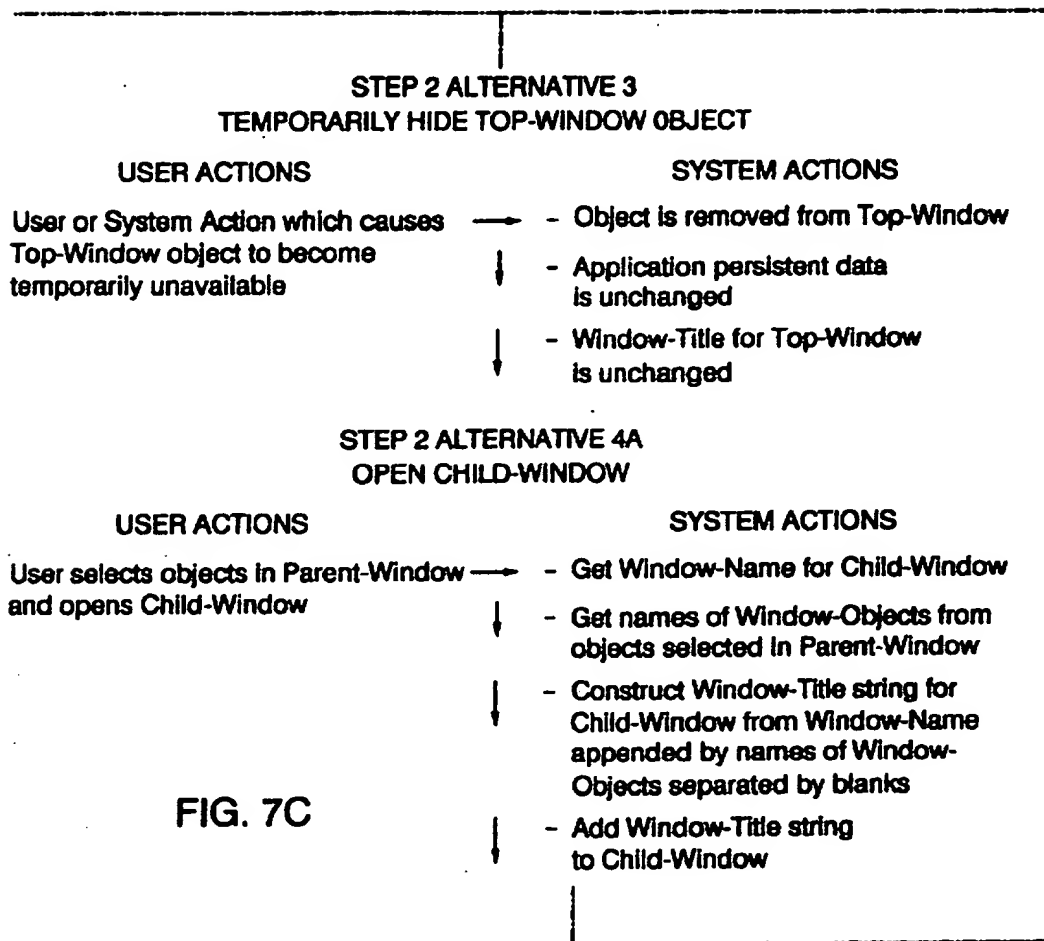 STEP 2 ALTERNATIVE 3
TEMPORARILY HIDE TOP-WINDOW OBJECT
USER ACTIONS
SYSTEM ACTIONS
User or System Action which causes
Top-Window object to become
temporarily unavailable
- Object is removed from Top-Window
- Application persistent data
is unchanged
- Window-Title for Top-Window
is unchanged
STEP 2 ALTERNATIVE 4A
OPEN CHILD-WINDOW
USER ACTIONS
SYSTEM ACTIONS
User selects objects in Parent-Window
and opens Child-Window
- Get Window-Name for Child-Window
- Get names of Window-Objects from
objects selected in Parent-Window
- Construct Window-Title string for
Child-Window from Window-Name
appended by names of Window-
Objects separated by blanks
- Add Window-Title string
to Child-Window
FIG. 7C